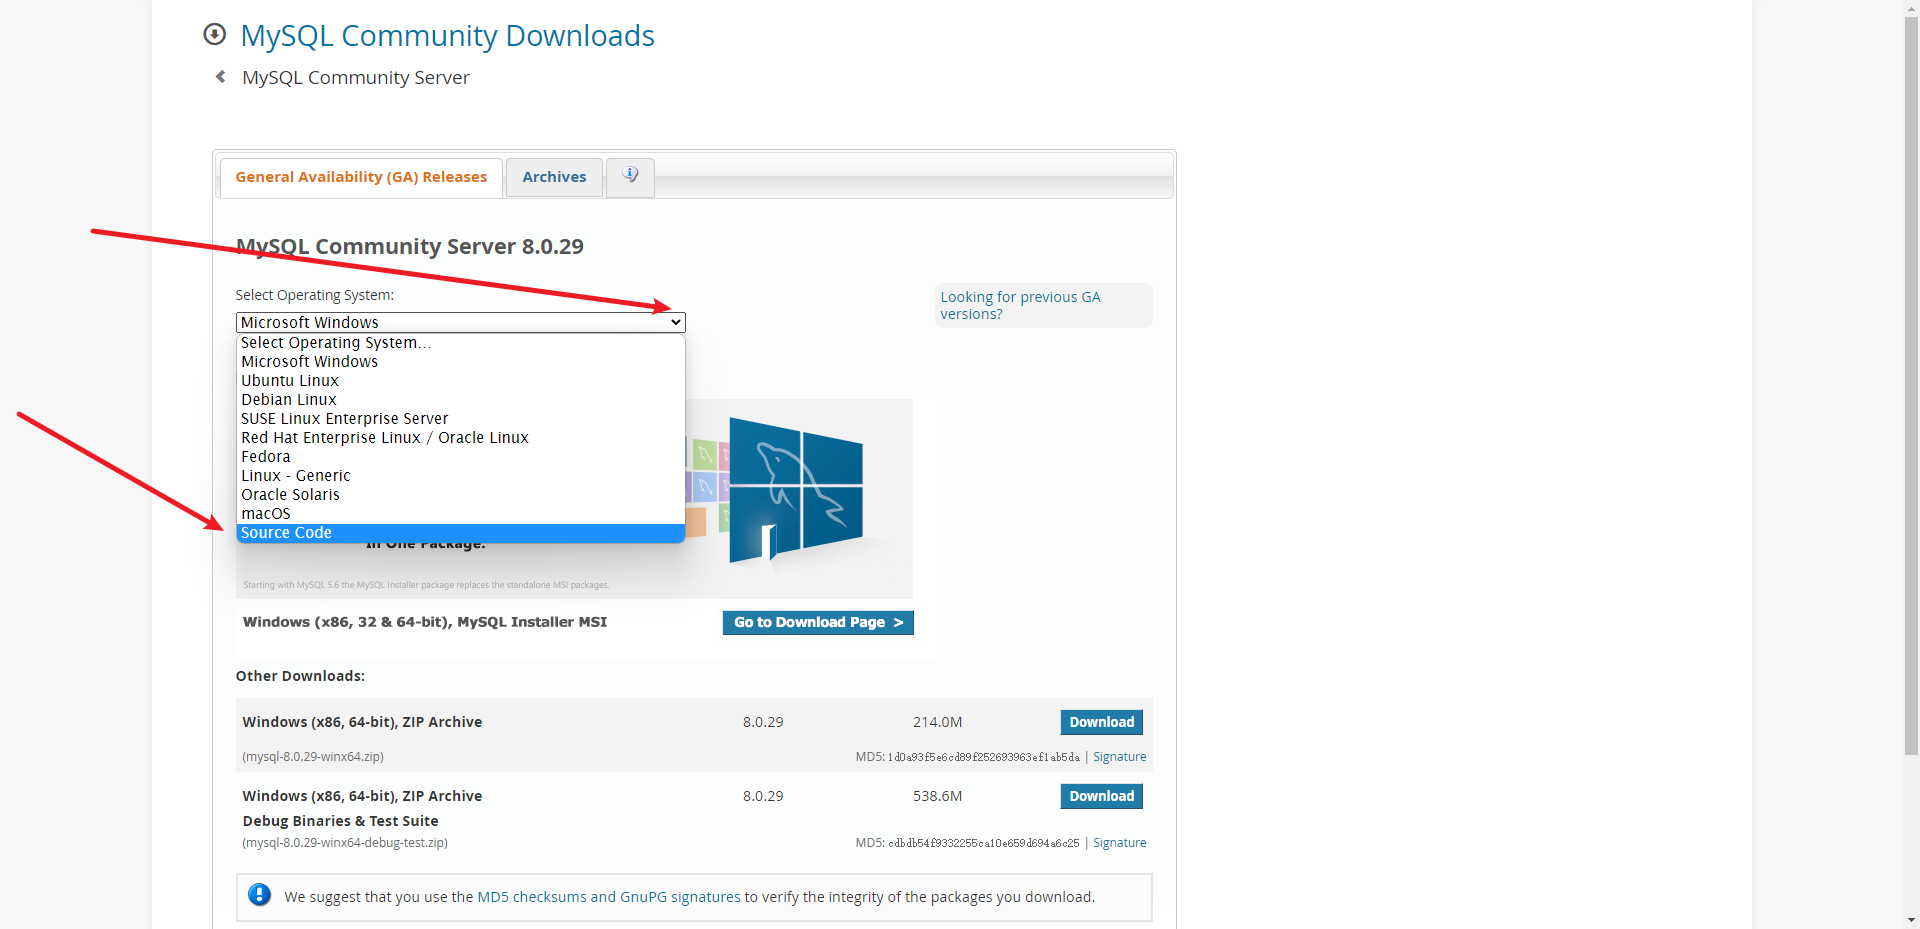 MySQL Community Downloads
MySQL Community Server
General Availability (GA) Releases
Archives
MySQL Community Server 8.0.29
Select Operating System:
Looking for previous GA
versions?
Microsoft Windows
Select Operating System…
Microsoft Windows
Ubuntu Linux
Debian Linux
SUSE Linux Enterprise Server
Red Hat Enterprise Linux / Oracle Linux
Fedora
Linux - Generic
Oracle Solaris
macOS
Source Code
In One Package.
Starting with MySQL 5.6 the MySQL Installer package replaces the standalone MSI packages.
Windows (x86, 32 & 64-bit), MySQL Installer MSI
Go to Download Page >
Other Downloads:
Windows (x86, 64-bit), ZIP Archive 8.0.29 214.0M Download
(mysql-8.0.29-winx64.zip) MD5: 1d0a93f5e6cd89f252693963ef1ab5da | Signature
Windows (x86, 64-bit), ZIP Archive 8.0.29 538.6M Download
Debug Binaries & Test Suite
(mysql-8.0.29-winx64-debug-test.zip) MD5: cdbdb54f9332255ca10e659d694a6c25 | Signature
We suggest that you use the MD5 checksums and GnuPG signatures to verify the integrity of the packages you download.